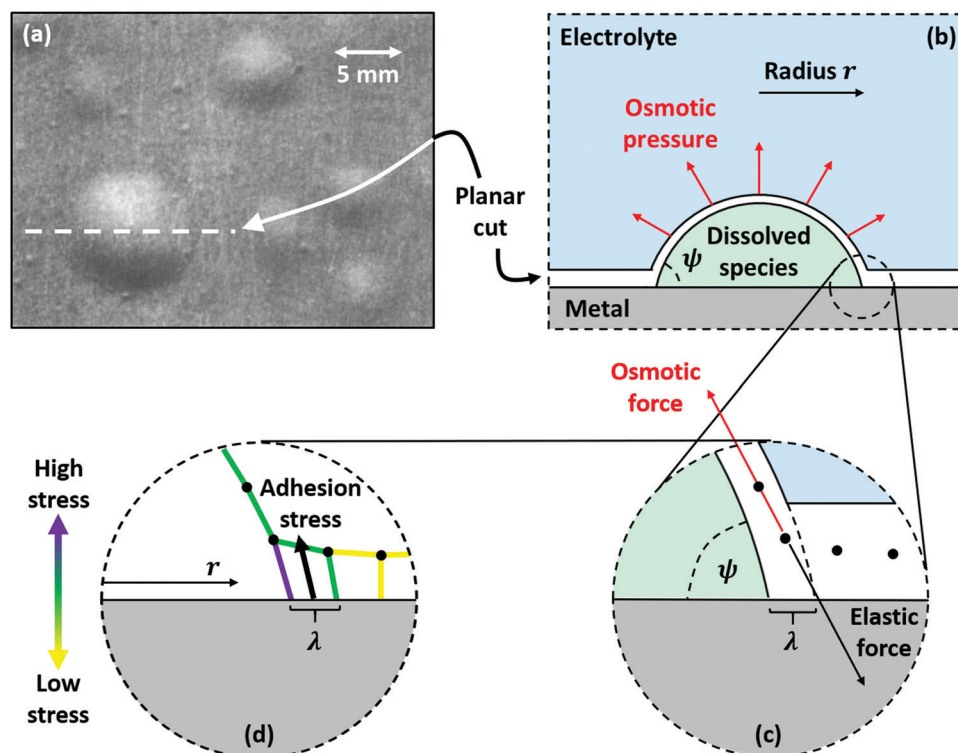 (a)
5 mm
Electrolyte
(b)
Radius r
Osmotic
pressure
Planar
cut
Dissolved
species
ψ
Metal
Osmotic
force
High
stress
Adhesion
stress
r
λ
Low
stress
(d)
ψ
λ
Elastic
force
(c)